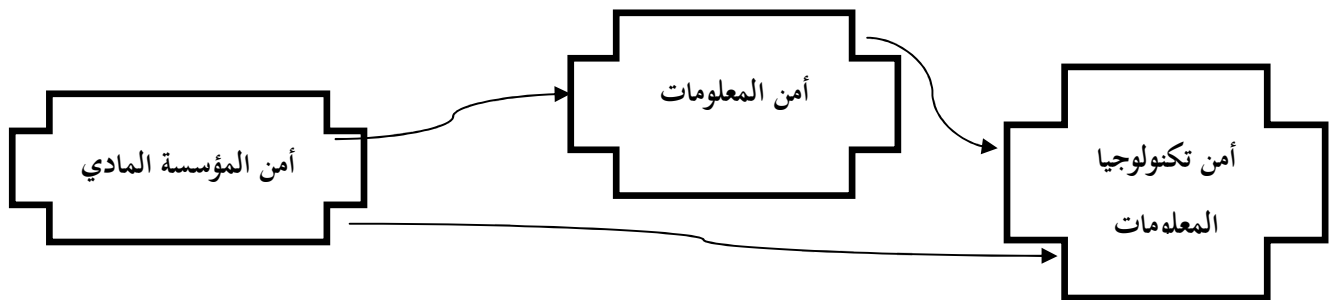 أمن المعلومات
أمن المؤسسة المادي
أمن تكنولوجيا
المعلومات